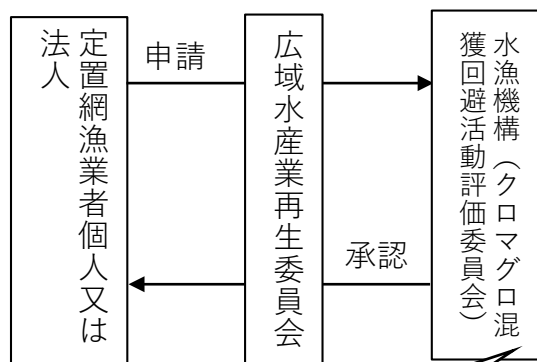 定置網漁業者個人又は
法人
申請
広域水産業再生委員会
承認
水漁機構（クロマグロ混
獲回避活動評価委員会）